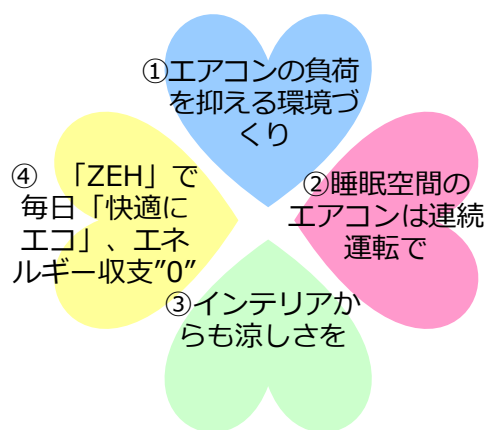 ①エアコンの負荷
を抑える環境づ
くり
②睡眠空間の
エアコンは連続
運転で
③インテリアか
らも涼しさを
④ 「ZEH」で
毎日「快適に
エコ」、エネ
ルギー収支”0”